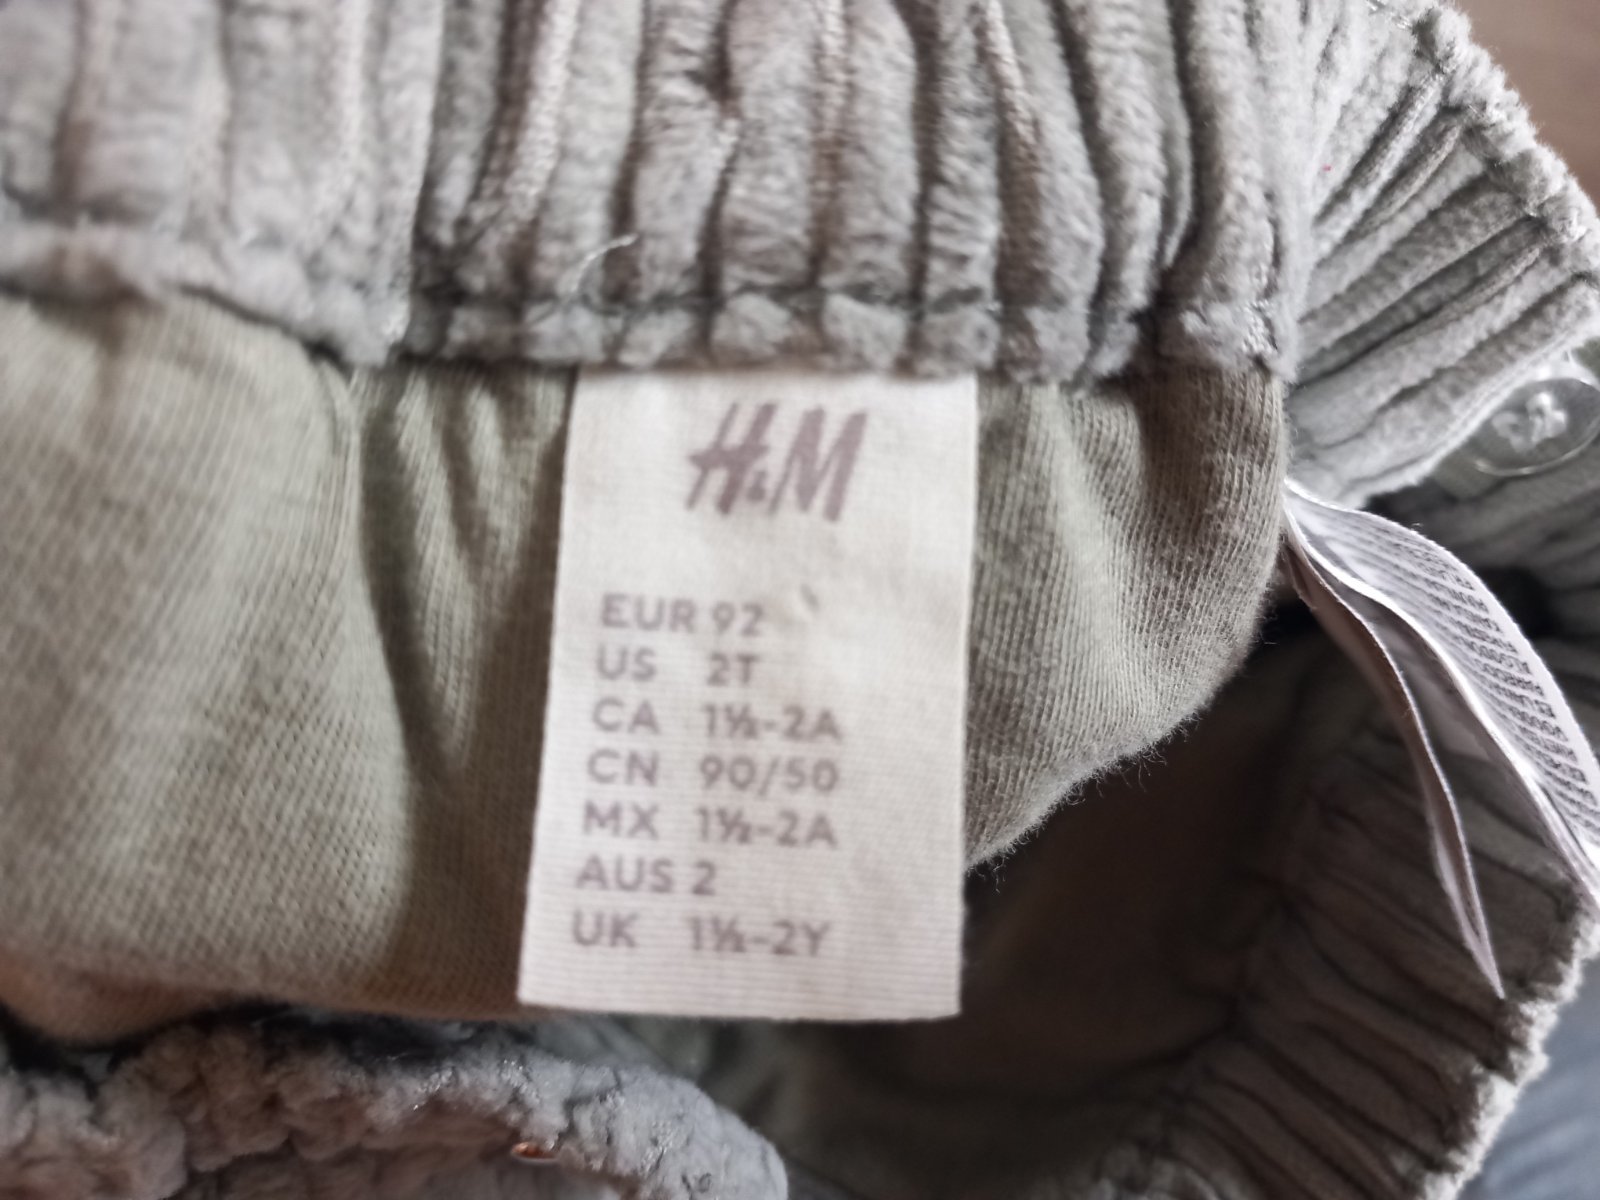 H&M
EUR 92
US 2T
CA 1½-2A
CN 90/50
MX 1½-2A
AUS 2
UK 1½-2Y